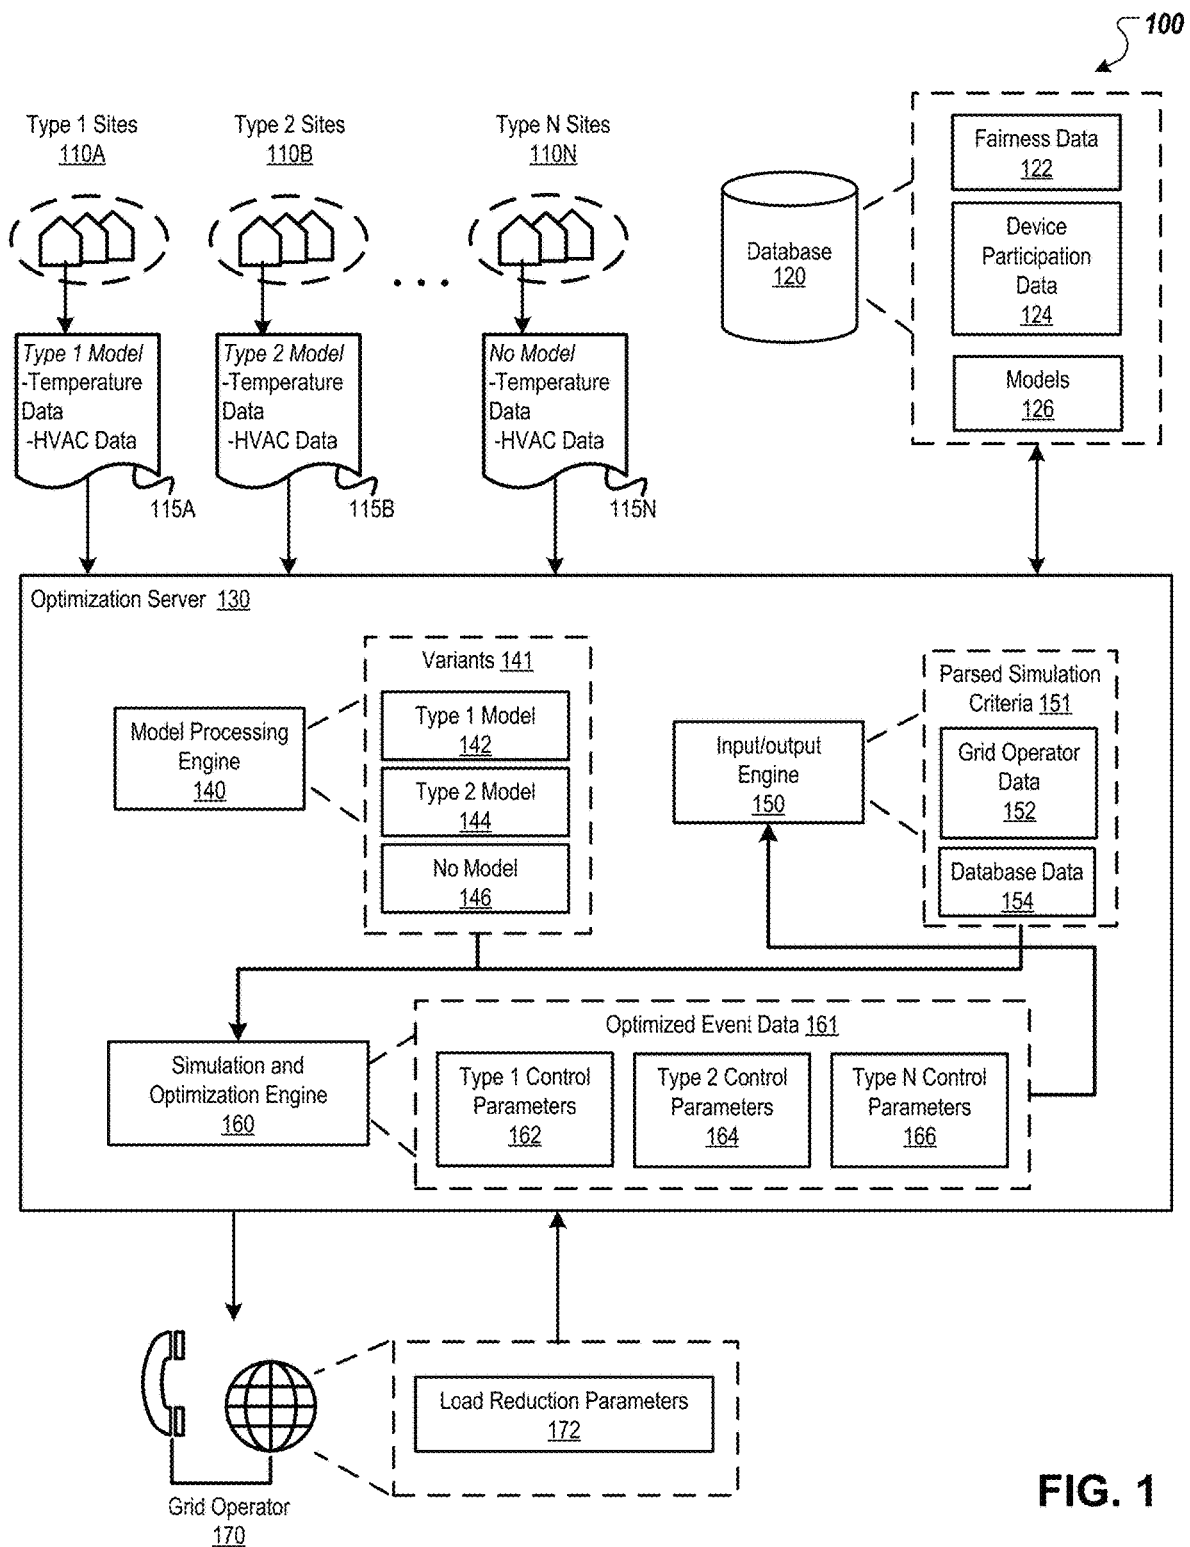 100
Type 1 Sites
110A
Type 2 Sites
110B
Type N Sites
110N
Type 1 Model
-Temperature
Data
-HVAC Data
115A
Type 2 Model
-Temperature
Data
-HVAC Data
115B
No Model
-Temperature
Data
-HVAC Data
115N
Database
120
Fairness Data
122
Device
Participation
Data
124
Models
126
Optimization Server 130
Model Processing
Engine
140
Variants 141
Type 1 Model
142
Type 2 Model
144
No Model
146
Input/output
Engine
150
Parsed Simulation
Criteria 151
Grid Operator
Data
152
Database Data
154
Simulation and
Optimization Engine
160
Optimized Event Data 161
Type 1 Control
Parameters
162
Type 2 Control
Parameters
164
Type N Control
Parameters
166
Grid Operator
170
Load Reduction Parameters
172
FIG. 1